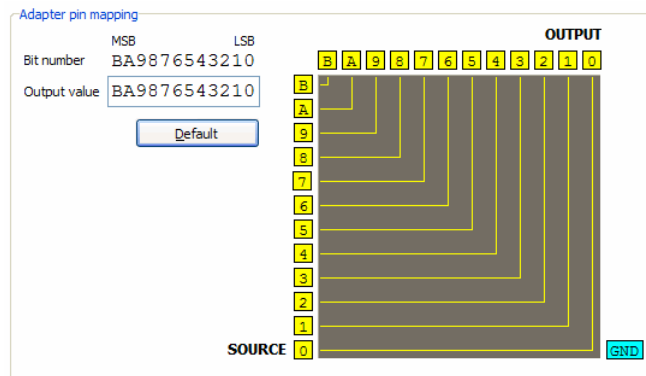 Adapter pin mapping
MSB LSB
Bit number BA9876543210
Output value BA9876543210
Default
OUTPUT
B A 9 8 7 6 5 4 3 2 1 0
B
A
9
8
7
6
5
4
3
2
1
SOURCE 0 GND